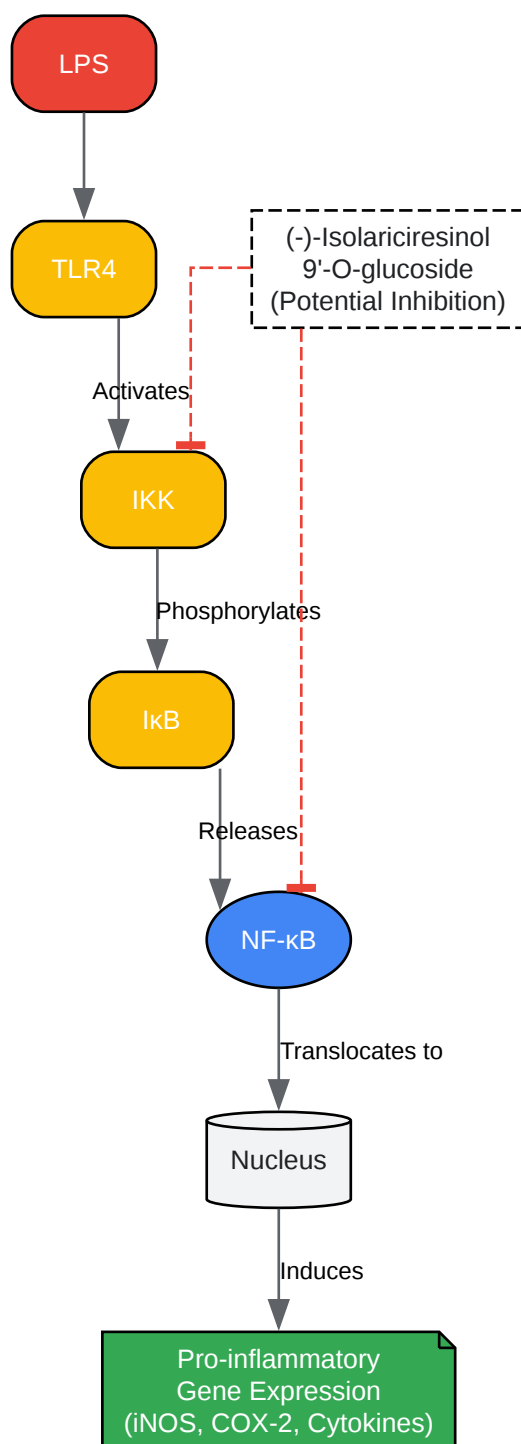 LPS
TLR4
(-)-Isolariciresinol
9'-O-glucoside
(Potential Inhibition)
Activates
IKK
Phosphorylates
IκB
Releases
NF-κB
Translocates to
Nucleus
Induces
Pro-inflammatory
Gene Expression
(iNOS, COX-2, Cytokines)